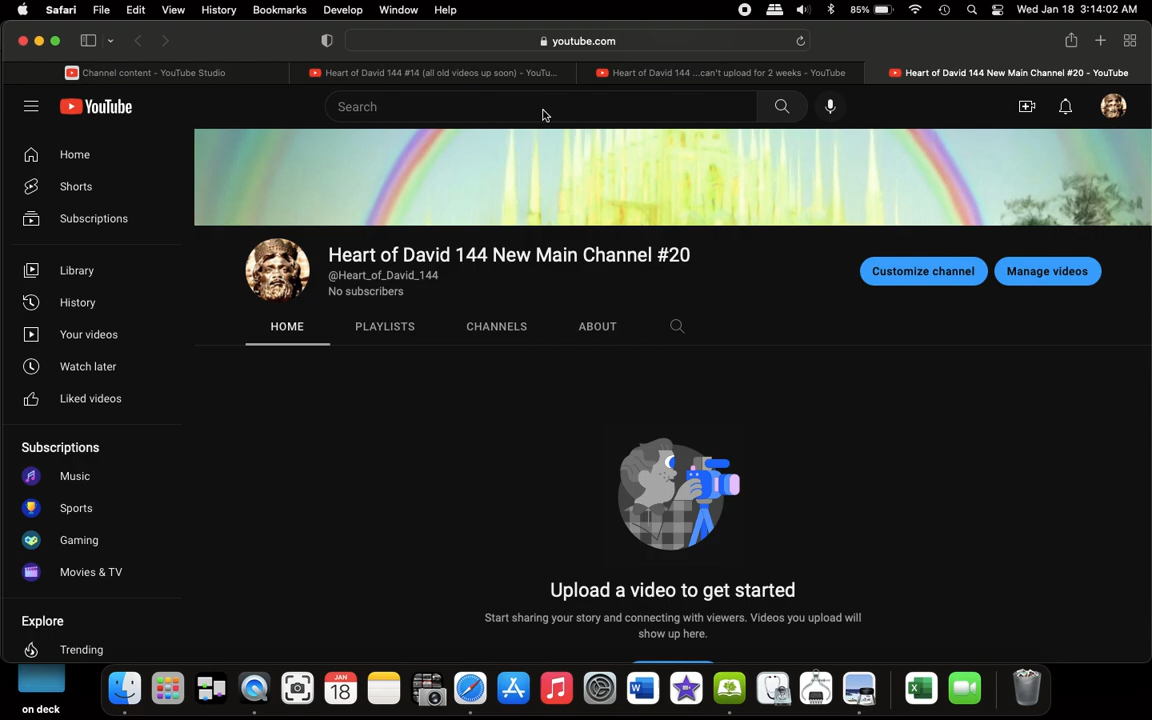 Safari File Edit View History Bookmarks Develop Window Help 85% Wed Jan 18 3:14:02 AM
youtube.com
Channel content - YouTube Studio
Heart of David 144 #14 (all old videos up soon) - YouTu...
Heart of David 144 ...can't upload for 2 weeks - YouTube
Heart of David 144 New Main Channel #20 - YouTube
YouTube
Search
Home
Shorts
Subscriptions
Library
History
Your videos
Watch later
Liked videos
Subscriptions
Music
Sports
Gaming
Movies & TV
Explore
Trending
Heart of David 144 New Main Channel #20
@Heart_of_David_144
No subscribers
Customize channel
Manage videos
HOME PLAYLISTS CHANNELS ABOUT
Upload a video to get started
Start sharing your story and connecting with viewers. Videos you upload will
show up here.
on deck
JAN
18